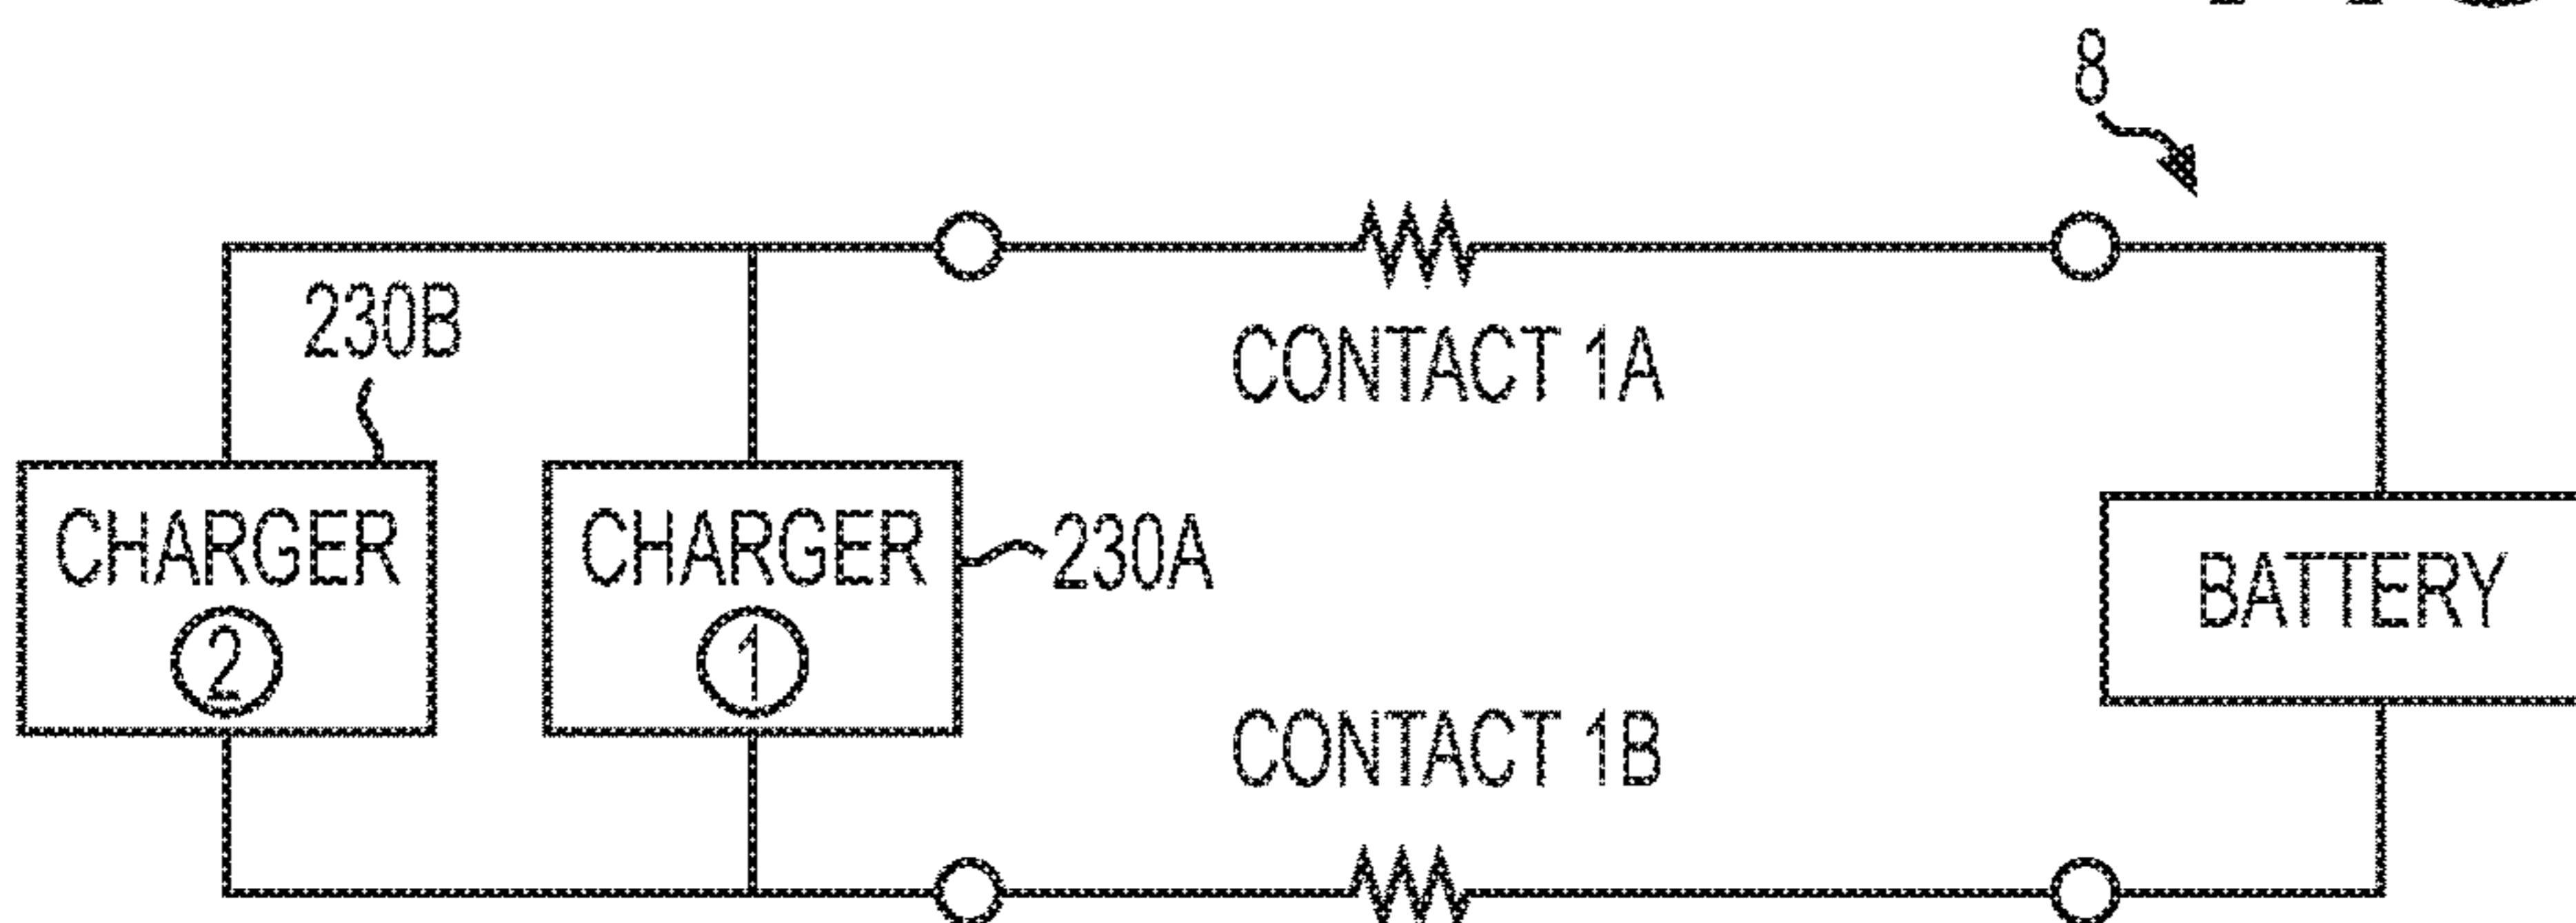 8
230B
CONTACT 1A
CHARGER
2
CHARGER
1
230A
BATTERY
CONTACT 1B